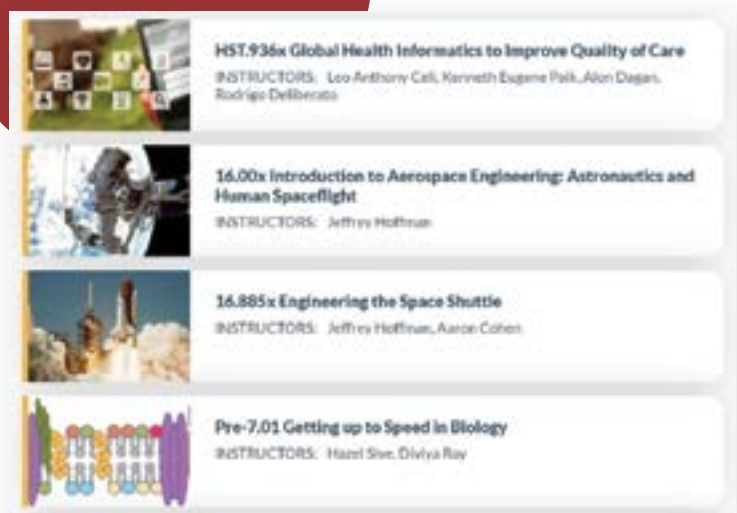 HST.936x Global Health Informatics to Improve Quality of Care
INSTRUCTORS: Leo Anthony Celi, Kenneth Eugene Paik, Alon Dagan,
Rodrigo Deliberato
16.00x Introduction to Aerospace Engineering: Astronautics and
Human Spaceflight
INSTRUCTORS: Jeffrey Hoffman
16.885x Engineering the Space Shuttle
INSTRUCTORS: Jeffrey Hoffman, Aaron Cohen
Pre-7.01 Getting up to Speed in Biology
INSTRUCTORS: Hazel Sive, Diviya Ray